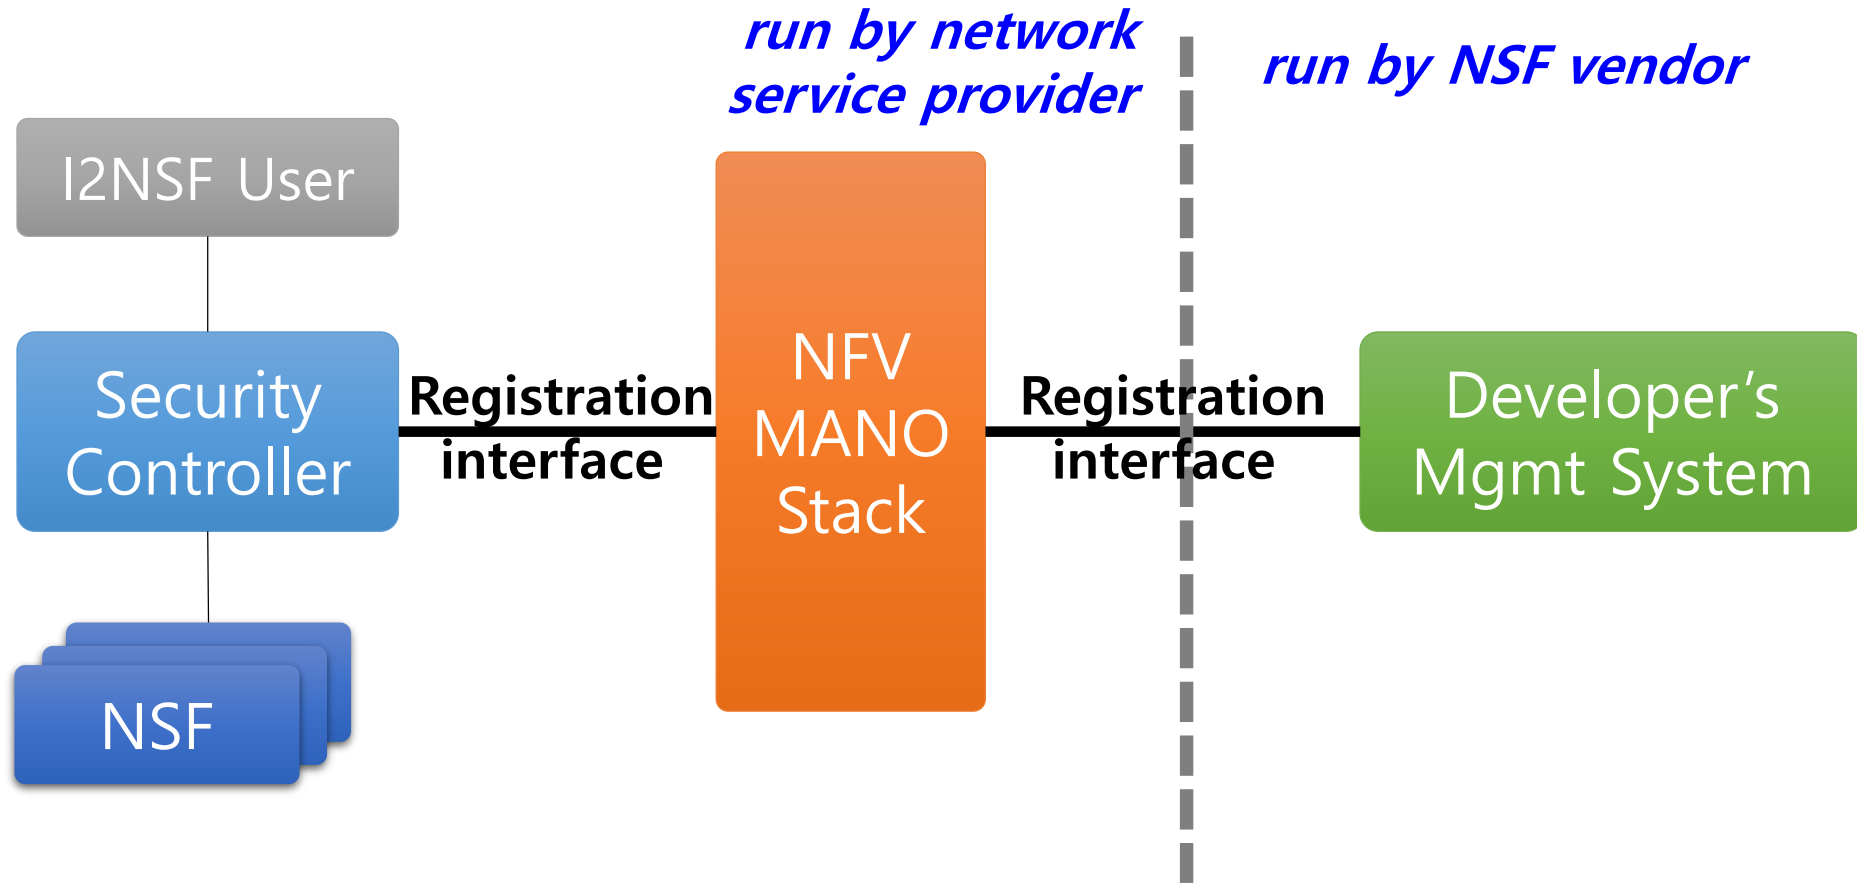 run by network
service provider
run by NSF vendor
I2NSF User
Security
Controller
Registration
interface
NFV
MANO
Stack
Registration
interface
Developer’s
Mgmt System
NSF